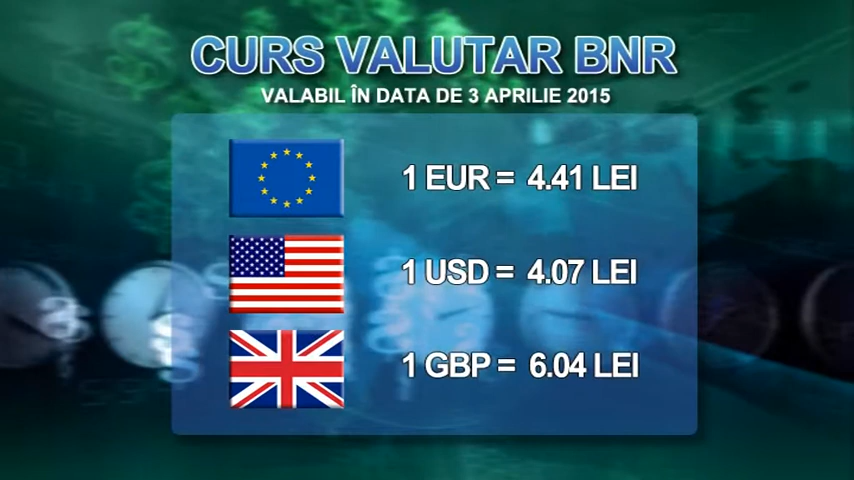 CURS VALUTAR BNR
VALABIL ÎN DATA DE 3 APRILIE 2015
1 EUR = 4.41 LEI
1 USD = 4.07 LEI
1 GBP = 6.04 LEI